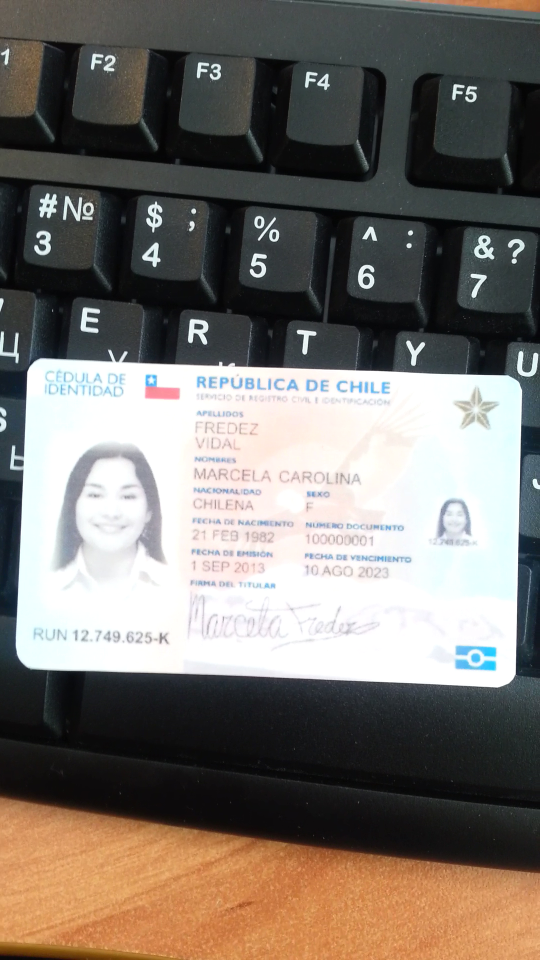 1 F2 F3 F4 F5
#№ $ ; % ^ : & ?
3 4 5 6 7
Ц E R T Y U
У
Ы
CÉDULA DE
IDENTIDAD
REPÚBLICA DE CHILE
SERVICIO DE REGISTRO CIVIL E IDENTIFICACIÓN
APELLIDOS
FREDEZ
VIDAL
NOMBRES
MARCELA CAROLINA
NACIONALIDAD SEXO
CHILENA F
FECHA DE NACIMIENTO NÚMERO DOCUMENTO
21 FEB 1982 100000001
12.749.625-K
FECHA DE EMISIÓN FECHA DE VENCIMIENTO
1 SEP 2013 10 AGO 2023
FIRMA DEL TITULAR
Marcela Fredez
RUN 12.749.625-K